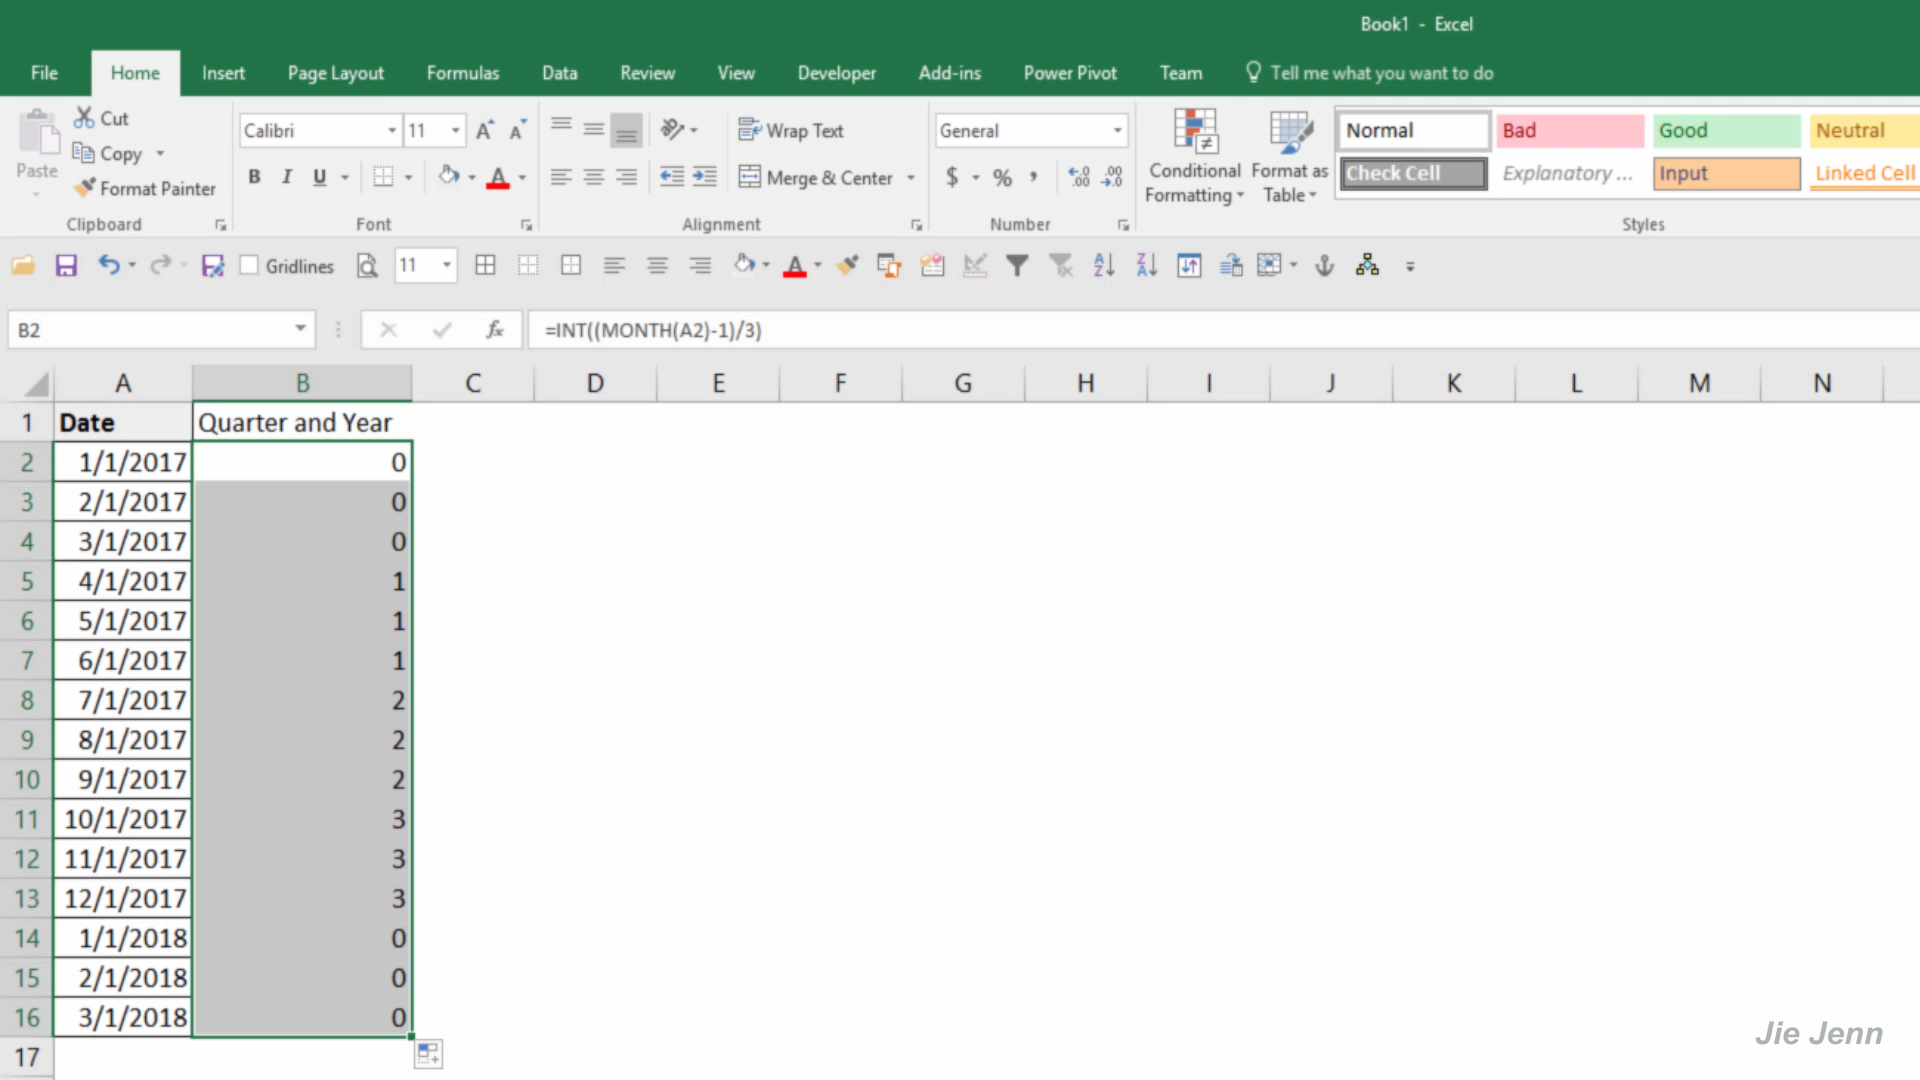 Book1 - Excel
File Home Insert Page Layout Formulas Data Review View Developer Add-ins Power Pivot Team Tell me what you want to do
Paste
Cut
Copy
Format Painter
Clipboard
Calibri 11 A A
B I U A
Font
Wrap Text
Merge & Center
Alignment
General
$ % , .00 .00
Number
Conditional Formatting
Format as Table
Normal Bad Good Neutral
Check Cell Explanatory ... Input Linked Cell
Styles
Gridlines 11 A
B2 fx =INT((MONTH(A2)-1)/3)
A B C D E F G H I J K L M N
1 Date Quarter and Year
2 1/1/2017 0
3 2/1/2017 0
4 3/1/2017 0
5 4/1/2017 1
6 5/1/2017 1
7 6/1/2017 1
8 7/1/2017 2
9 8/1/2017 2
10 9/1/2017 2
11 10/1/2017 3
12 11/1/2017 3
13 12/1/2017 3
14 1/1/2018 0
15 2/1/2018 0
16 3/1/2018 0
17
Jie Jenn